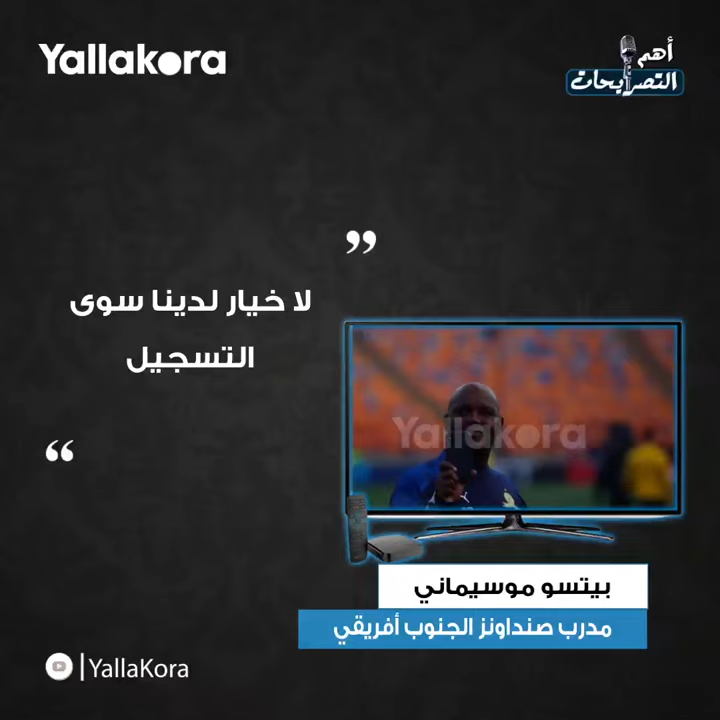 Yallakora
أهم
التصريحات
لا خيار لدينا سوى
التسجيل
Yallakora
بيتسو موسيماني
مدرب صنداونز الجنوب أفريقي
YallaKora